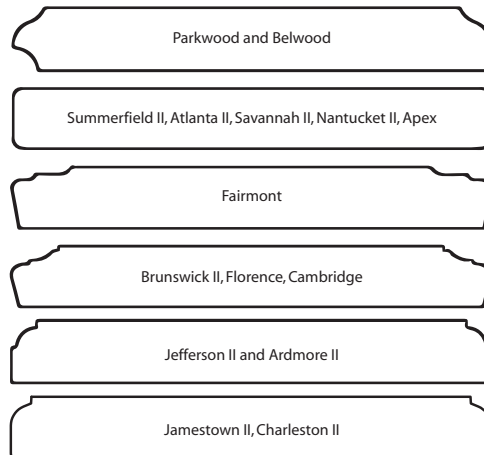 Parkwood and Belwood
Summerfield II, Atlanta II, Savannah II, Nantucket II, Apex
Fairmont
Brunswick II, Florence, Cambridge
Jefferson II and Ardmore II
Jamestown II, Charleston II